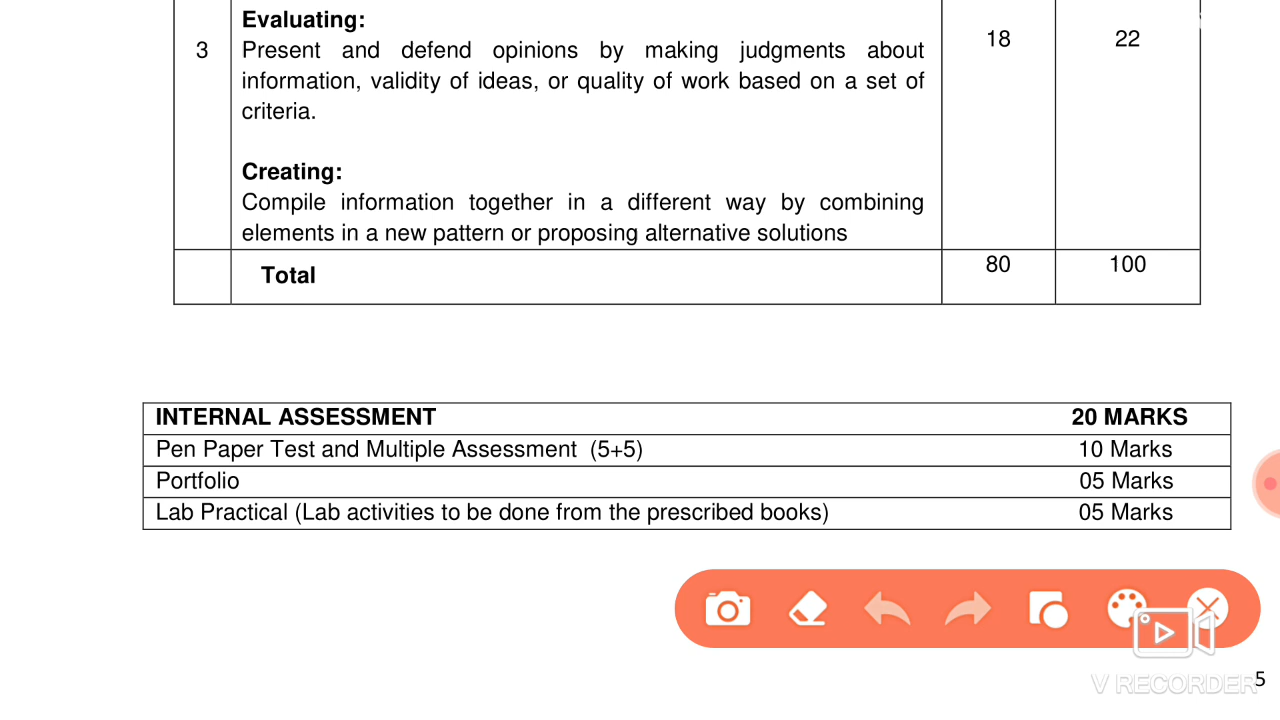 Evaluating:
3 Present and defend opinions by making judgments about 18 22
information, validity of ideas, or quality of work based on a set of
criteria.
Creating:
Compile information together in a different way by combining
elements in a new pattern or proposing alternative solutions
Total 80 100
INTERNAL ASSESSMENT 20 MARKS
Pen Paper Test and Multiple Assessment (5+5) 10 Marks
Portfolio 05 Marks
Lab Practical (Lab activities to be done from the prescribed books) 05 Marks
V RECORDER
5